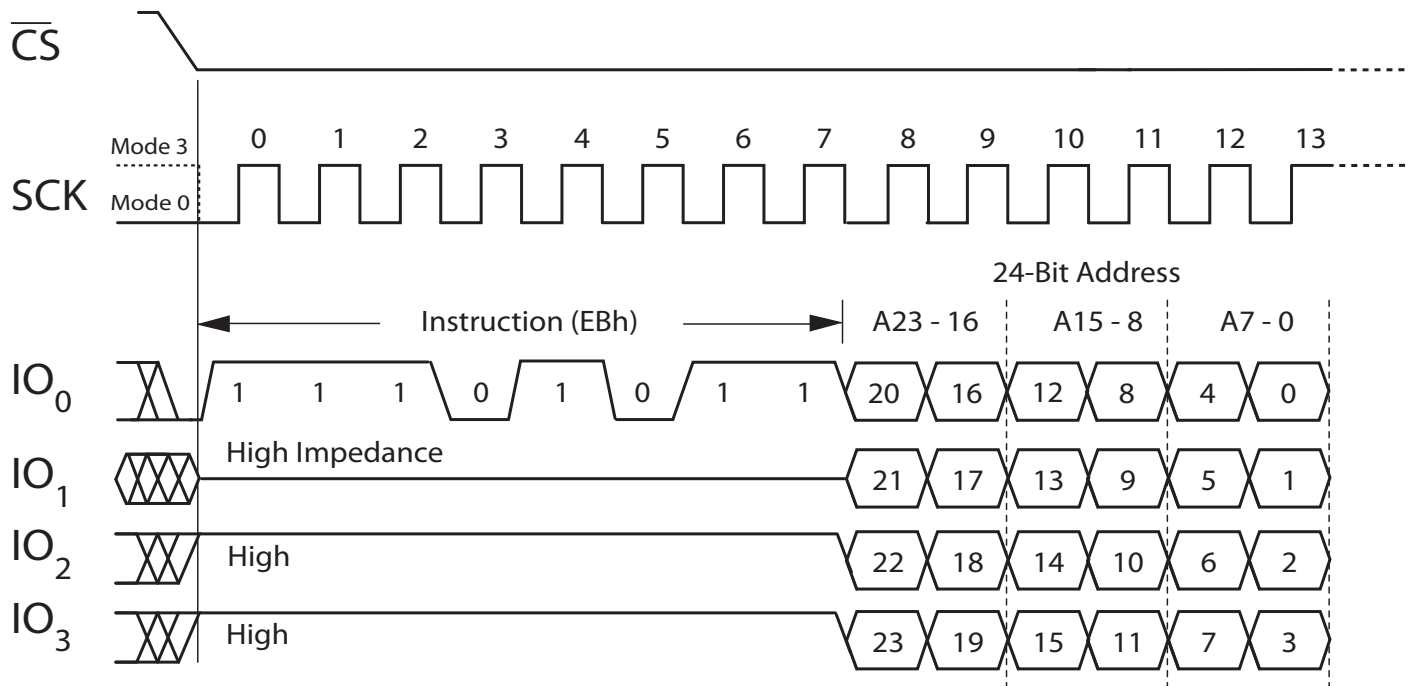 CS
Mode 3
0 1 2 3 4 5 6 7 8 9 10 11 12 13
SCK
Mode 0
24-Bit Address
Instruction (EBh)
A23 - 16
A15 - 8
A7 - 0
IO0 1 1 1 0 1 0 1 1 20 16 12 8 4 0
High Impedance
IO1 21 17 13 9 5 1
IO2 High 22 18 14 10 6 2
IO3 High 23 19 15 11 7 3